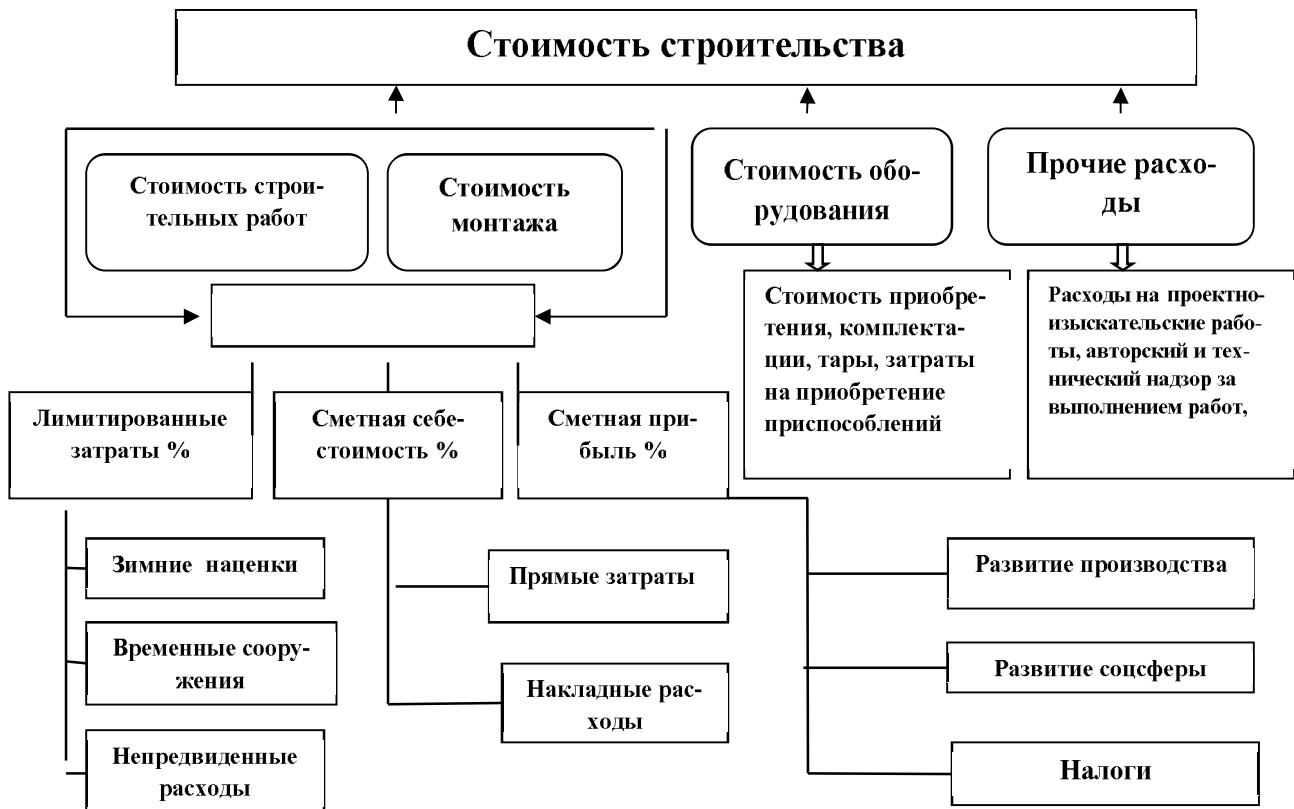 Стоимость строительства
Стоимость строи-
тельных работ
Стоимость
монтажа
Стоимость обо-
рудования
Прочие расхо-
ды
Стоимость приобре-
тения, комплекта-
ции, тары, затраты
на приобретение
приспособлений
Расходы на проектно-
изыскательские рабо-
ты, авторский и тех-
нический надзор за
выполнением работ,
Лимитированные
затраты %
Сметная себе-
стоимость %
Сметная при-
быль %
Зимние наценки
Временные соору-
жения
Непредвиденные
расходы
Прямые затраты
Накладные рас-
ходы
Развитие производства
Развитие соцсферы
Налоги